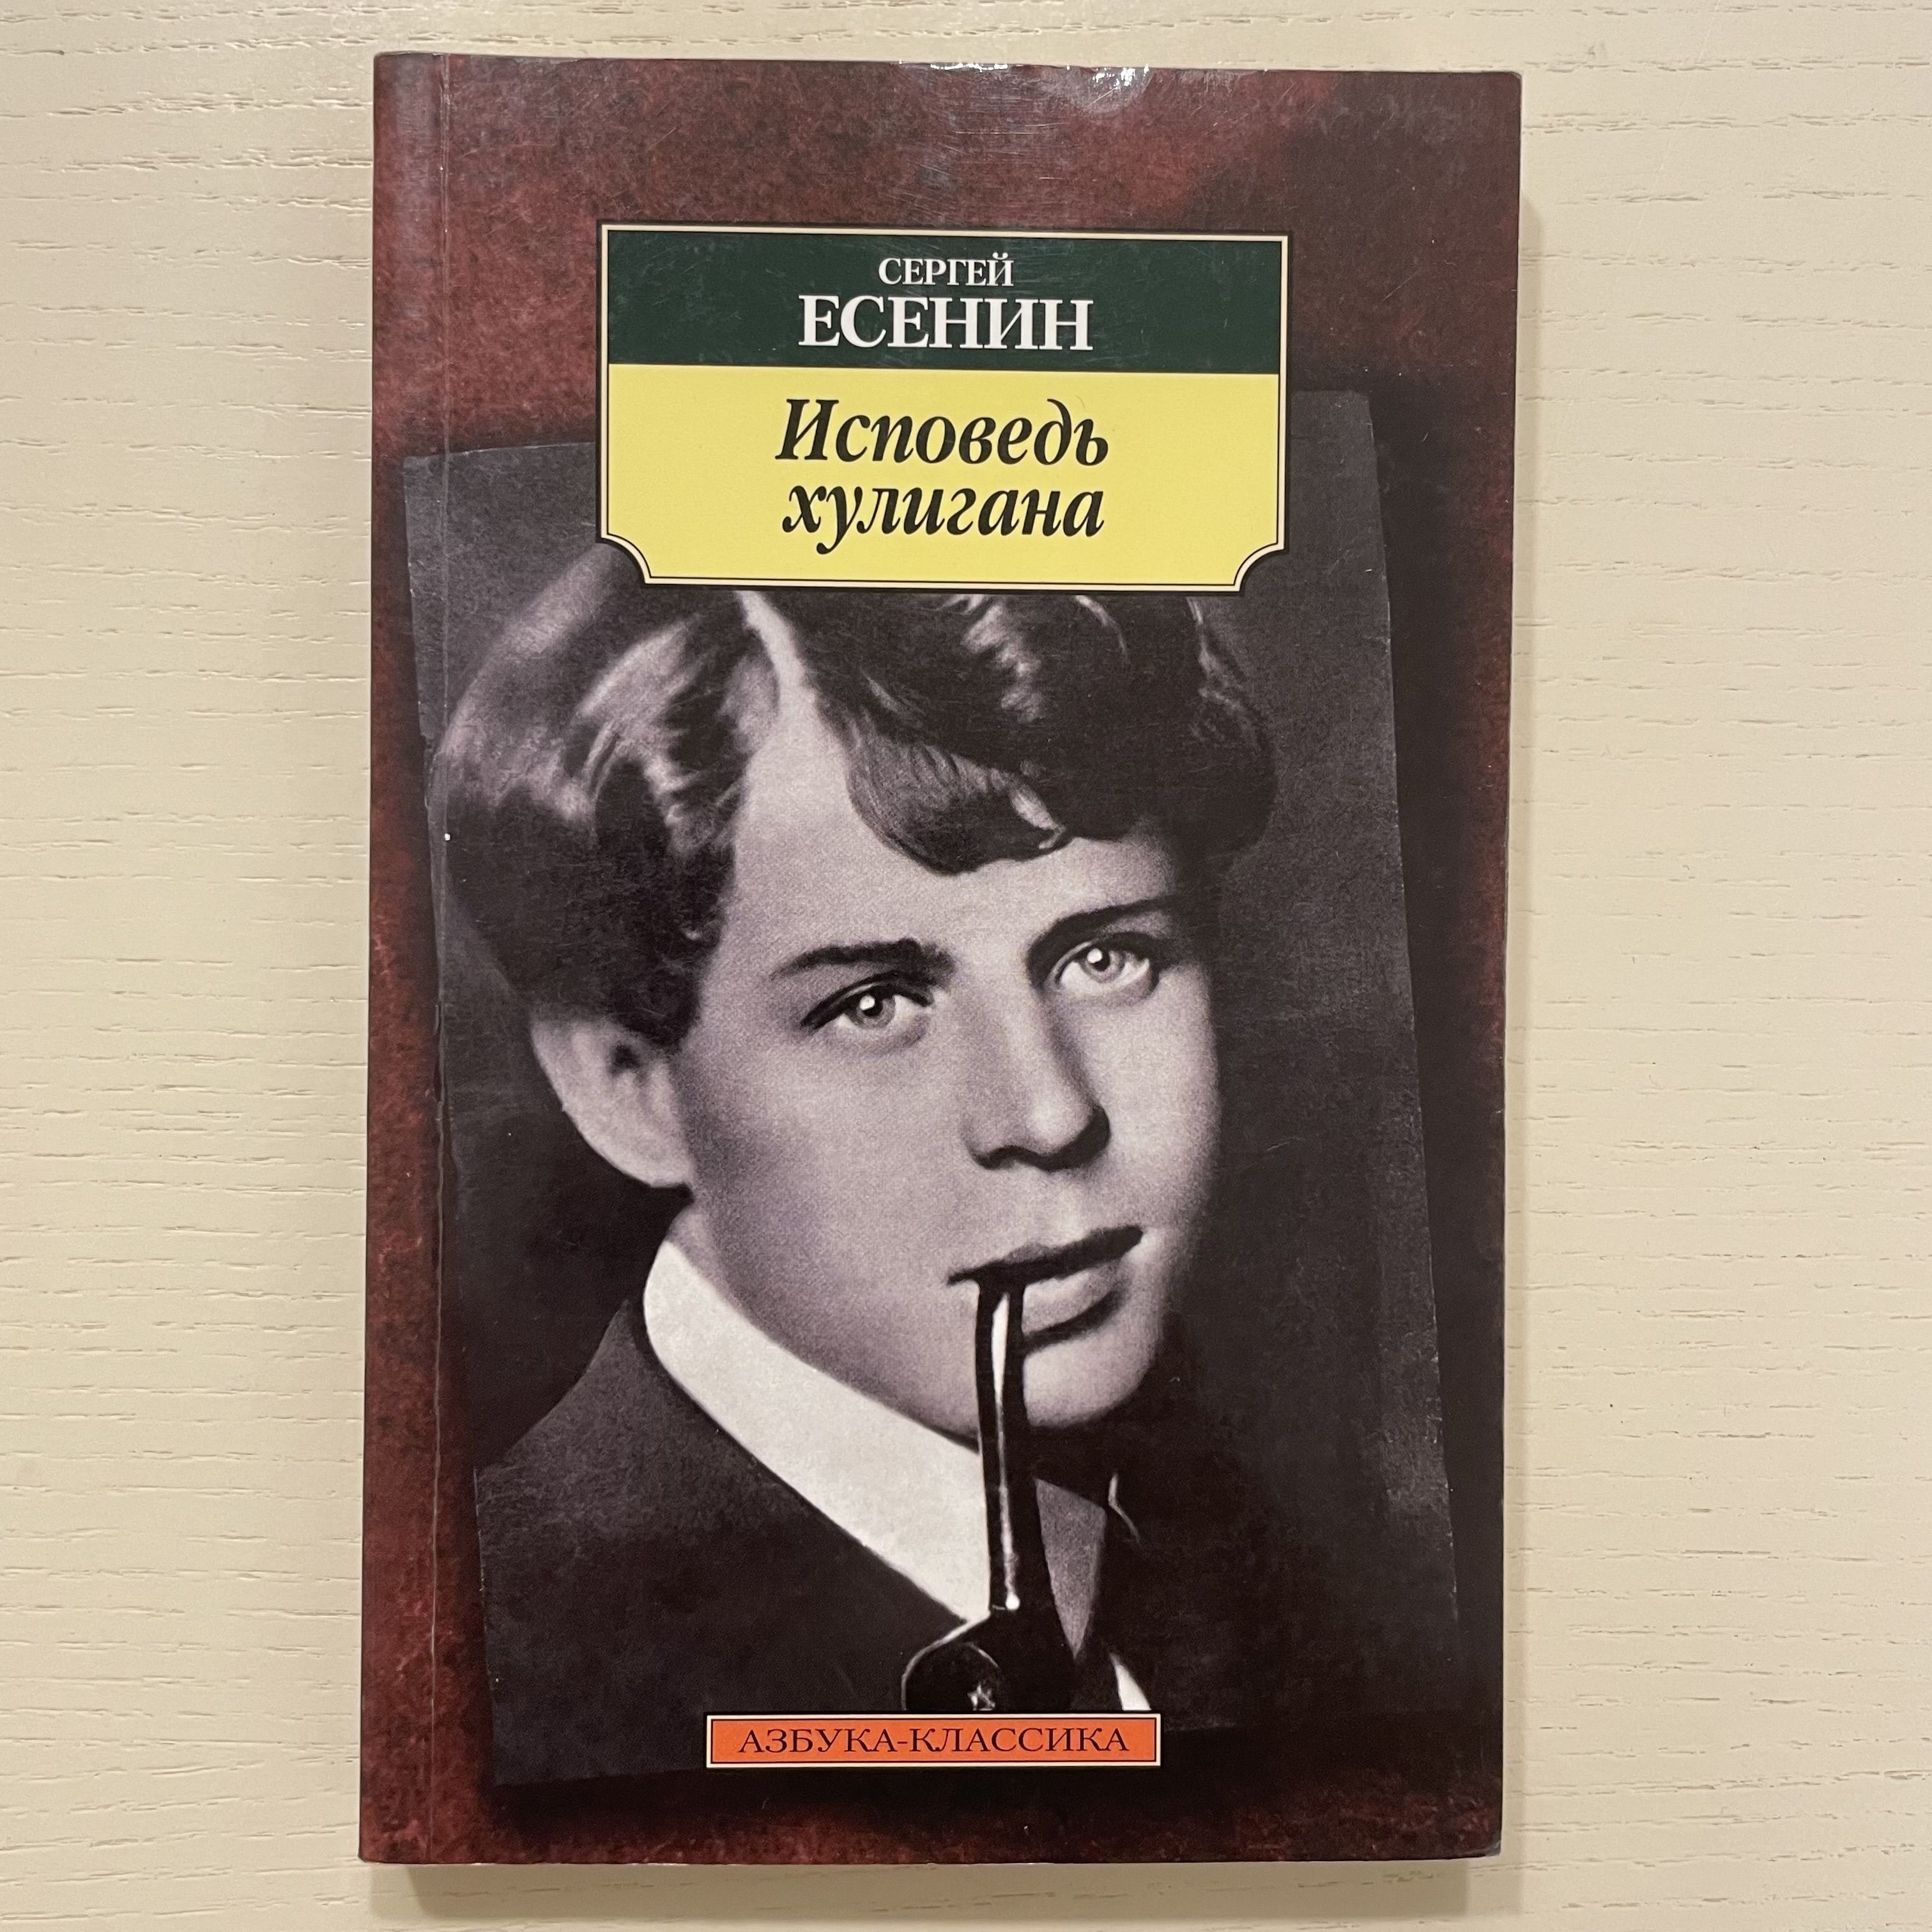 СЕРГЕЙ
ЕСЕНИН
Исповедь
хулигана
АЗБУКА-КЛАССИКА